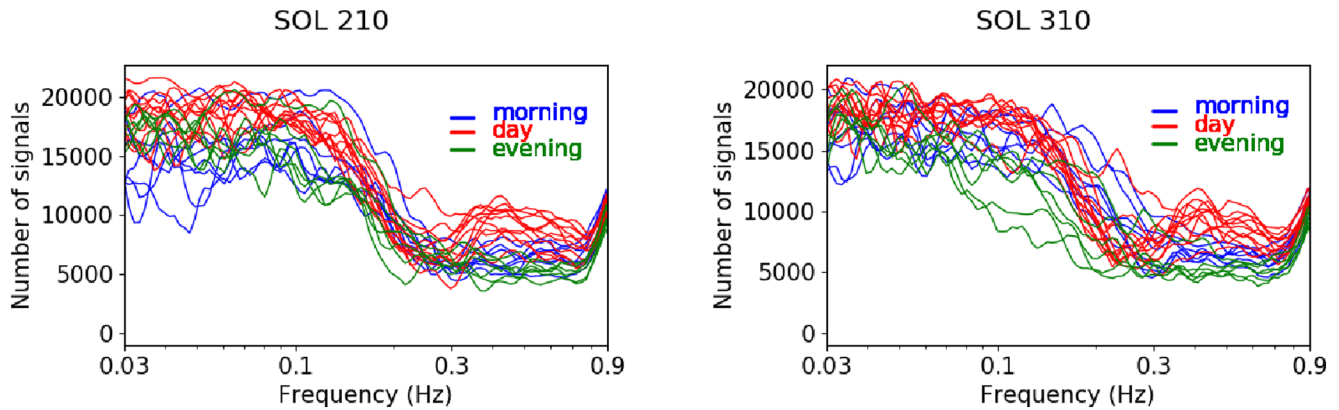 SOL 210
Number of signals
20000
15000
10000
5000
0
morning
day
evening
0.03
0.1
0.3
0.9
Frequency (Hz)
SOL 310
Number of signals
20000
15000
10000
5000
0
morning
day
evening
0.03
0.1
0.3
0.9
Frequency (Hz)